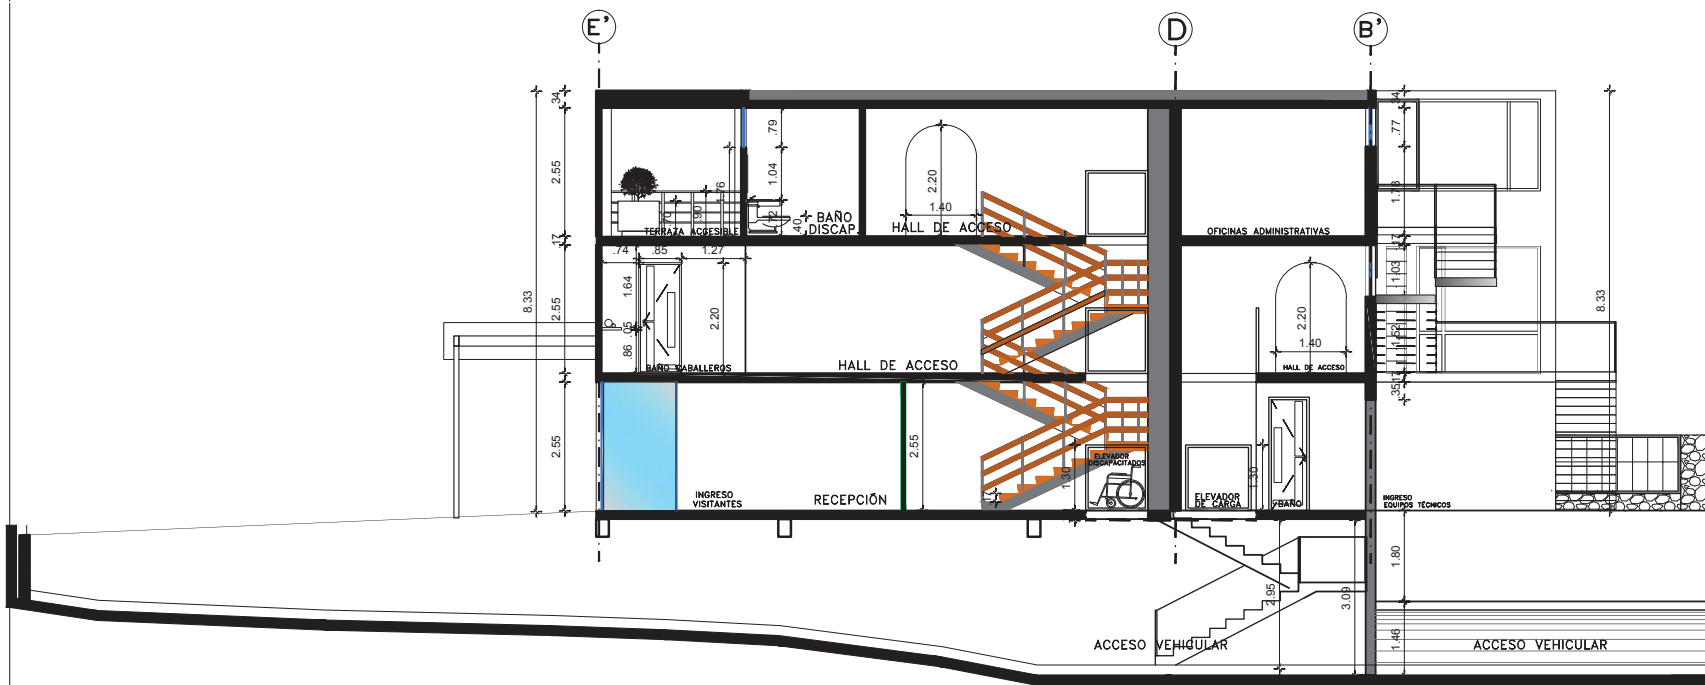 E'
D
B'
34
34
.79
.77
2.55
1.04
2.20
1.76
1.78
1.40
.70
.90
.72
.40
BAÑO
DISCAP.
TERRAZA ACCESIBLE
HALL DE ACCESO
OFICINAS ADMINISTRATIVAS
.17
.17
.74
.85
1.27
1.03
1.64
8.33
8.33
2.55
2.20
2.20
.05
1.52
.86
1.40
BAÑO CABALLEROS
HALL DE ACCESO
HALL DE ACCESO
.17
.35
2.55
2.55
ELEVADOR
DISCAPACITADOS
1.30
1.30
INGRESO
VISITANTES
RECEPCIÓN
.17
ELEVADOR
DE CARGA
BAÑO
INGRESO
EQUIPOS TÉCNICOS
1.80
2.95
3.09
1.46
ACCESO VEHICULAR
ACCESO VEHICULAR